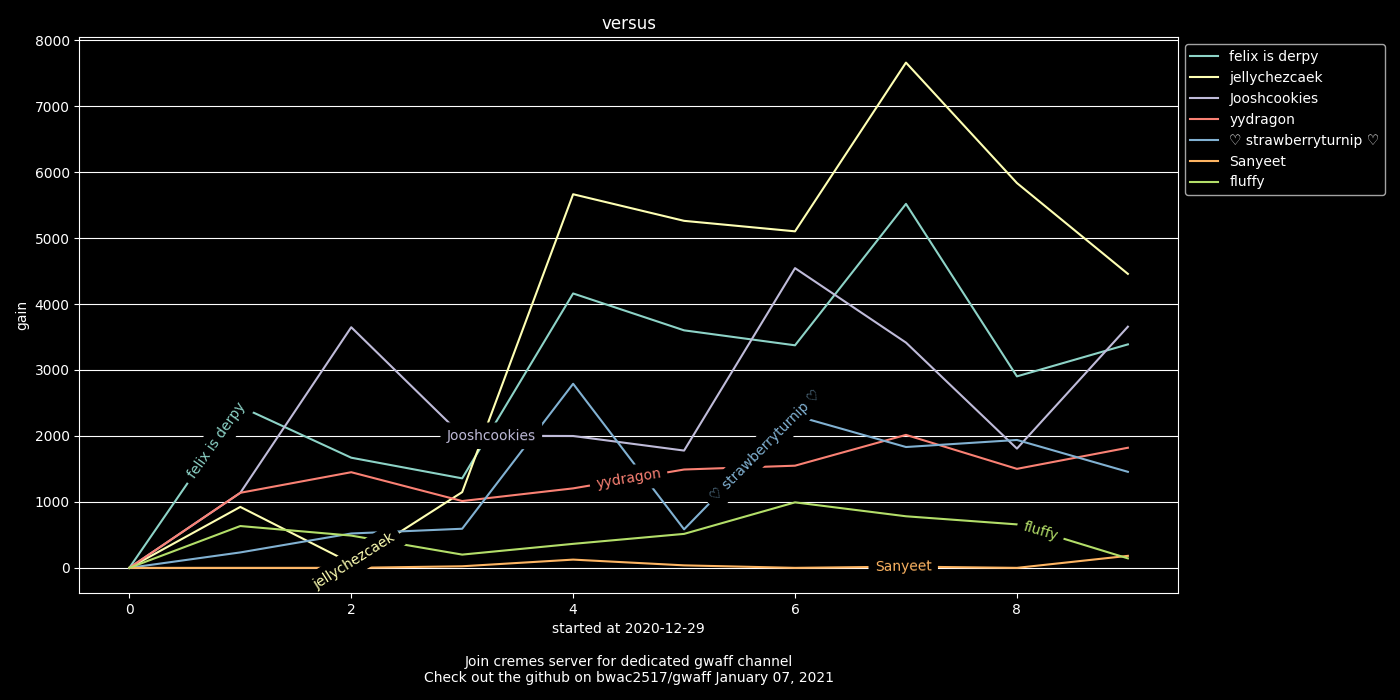 versus
8000
7000
6000
5000
4000
3000
2000
1000
0
gain
felix is derpy
jellychezcaek
Jooshcookies
yydragon
♡ strawberryturnip ♡
Sanyeet
fluffy
felix is derpy
jellychezcaek
Jooshcookies
yydragon
♡ strawberryturnip ♡
Sanyeet
fluffy
0 2 4 6 8
started at 2020-12-29
Join cremes server for dedicated gwaff channel
Check out the github on bwac2517/gwaff January 07, 2021